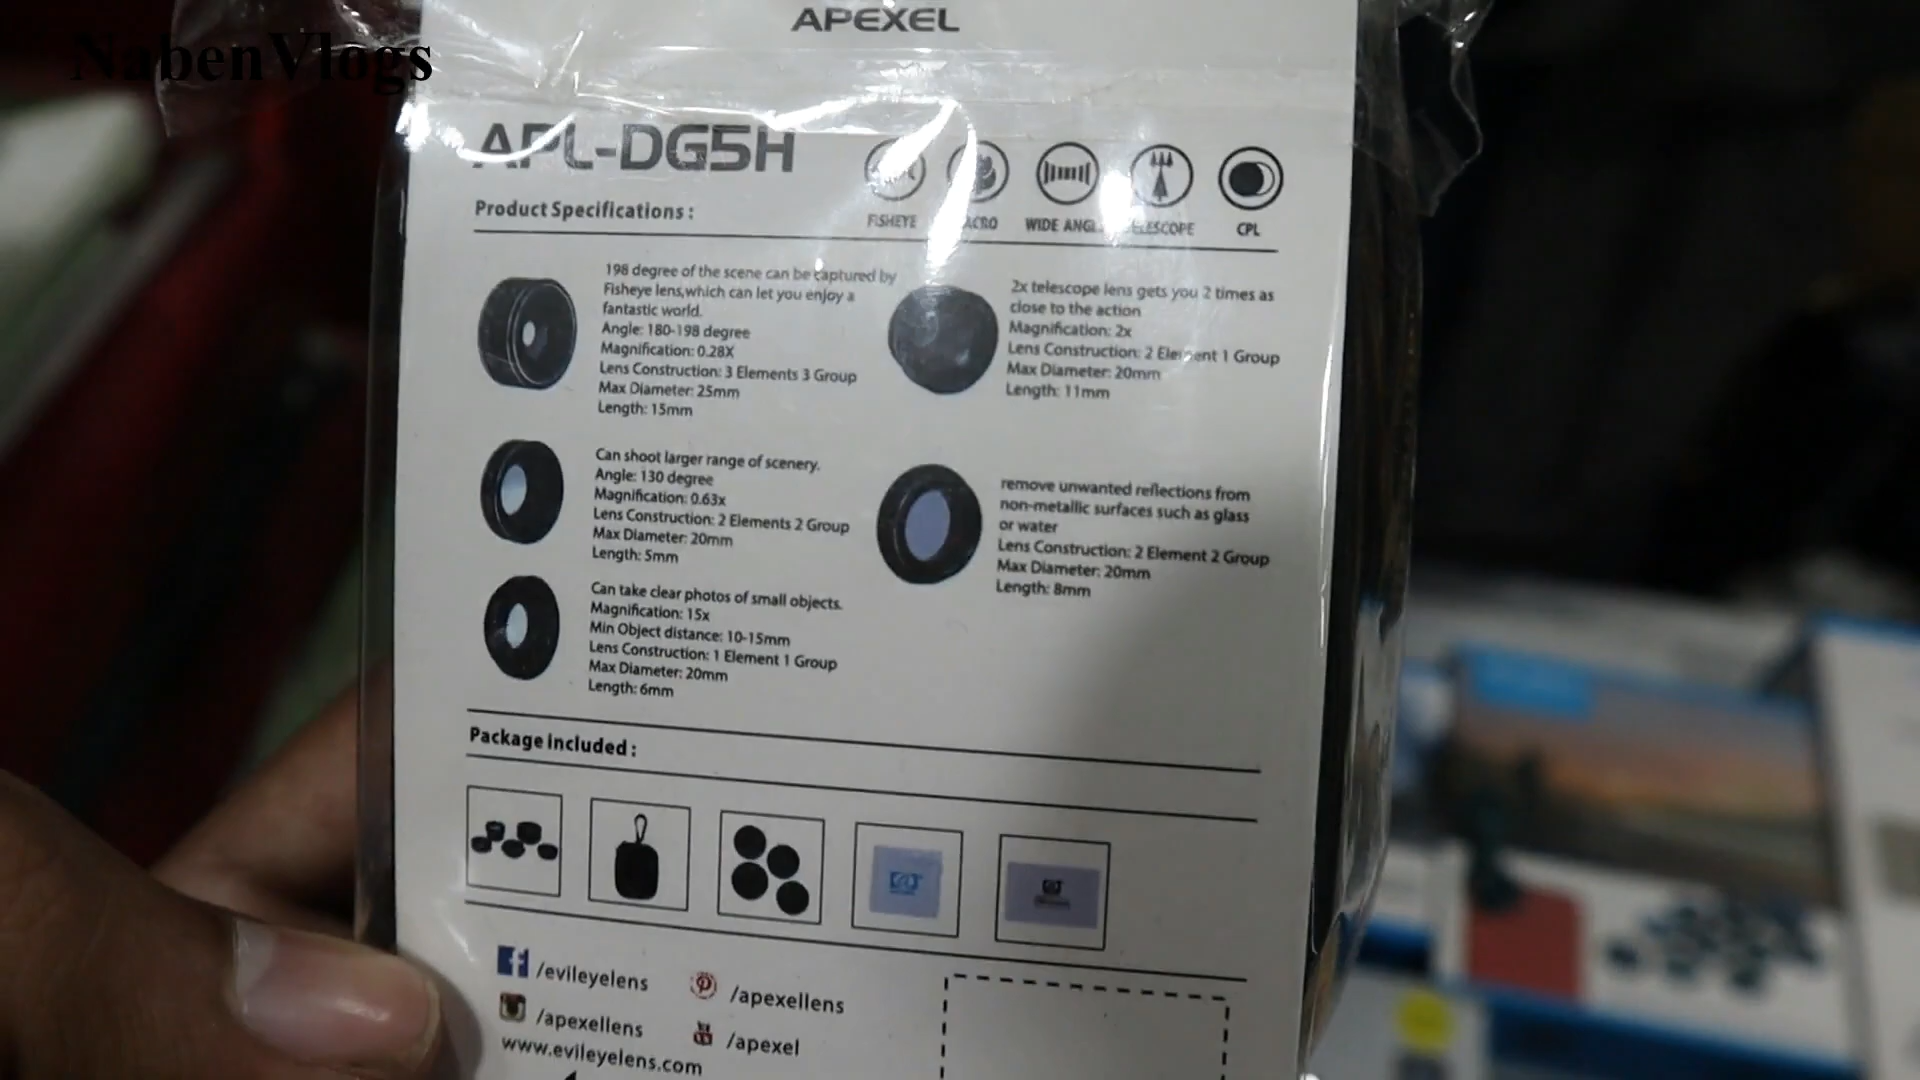 NabenVlogs
APEXEL
APL-DG5H
FISHEYE
WIDE
CPL
Product Specifications :
198 degree of the scene can be captured by
Fisheye lens,which can let you enjoy a
fantastic world.
Angle: 180-198 degree
Magnification: 0.28X
Lens Construction: 3 Elements 3 Group
Max Diameter: 25mm
Length: 15mm
Can shoot larger range of scenery.
Angle: 130 degree
Magnification: 0.63x
Lens Construction: 2 Elements 2 Group
Max Diameter: 20mm
Length: 5mm
Can take clear photos of small objects.
Magnification: 15x
Min Object distance: 10-15mm
Lens Construction: 1 Element 1 Group
Max Diameter: 20mm
Length: 6mm
2x telescope lens gets you 2 times as
close to the action
Magnification: 2x
Lens Construction: 2 Element 1 Group
Max Diameter: 20mm
Length: 11mm
remove unwanted reflections from
non-metallic surfaces such as glass
or water
Lens Construction: 2 Element 2 Group
Max Diameter: 20mm
Length: 8mm
Package included :
/evileyelens
/apexellens
/apexellens
/apexel
www.evileyelens.com